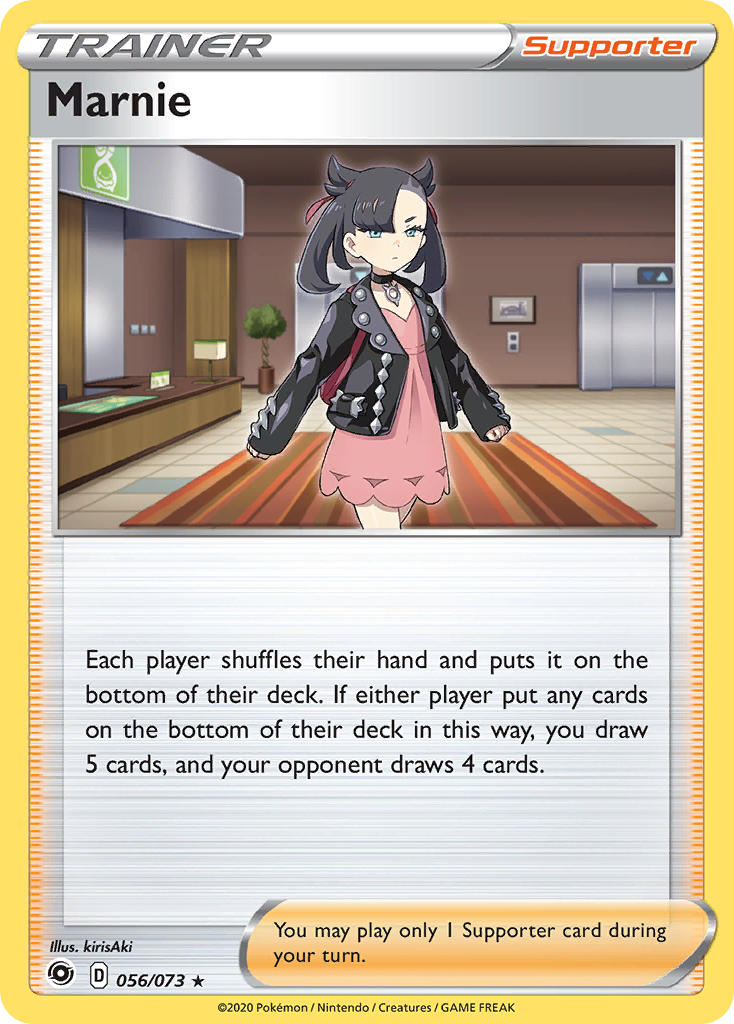 TRAINER
Supporter
Marnie
Each player shuffles their hand and puts it on the
bottom of their deck. If either player put any cards
on the bottom of their deck in this way, you draw
5 cards, and your opponent draws 4 cards.
You may play only 1 Supporter card during
your turn.
Illus. kirisAki
D 056/073 ★
©2020 Pokémon / Nintendo / Creatures / GAME FREAK